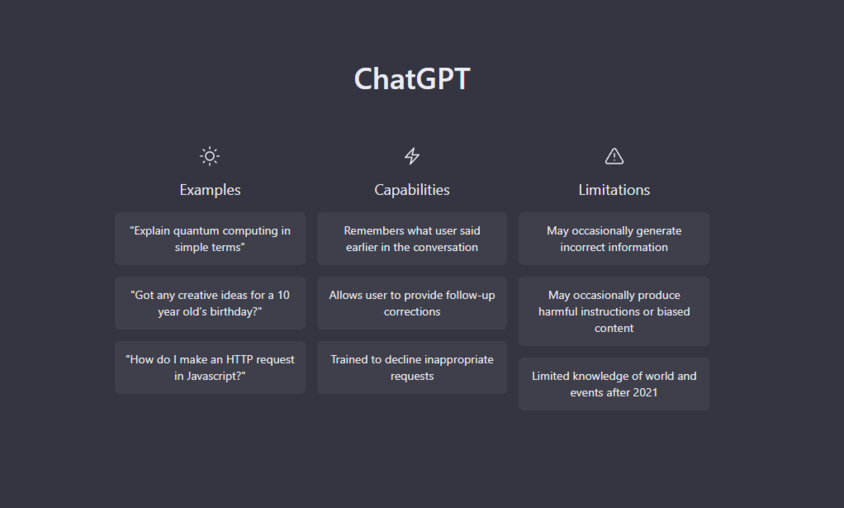 ChatGPT
Examples
"Explain quantum computing in
simple terms"
"Got any creative ideas for a 10
year old's birthday?"
"How do I make an HTTP request
in Javascript?"
Capabilities
Remembers what user said
earlier in the conversation
Allows user to provide follow-up
corrections
Trained to decline inappropriate
requests
Limitations
May occasionally generate
incorrect information
May occasionally produce
harmful instructions or biased
content
Limited knowledge of world and
events after 2021